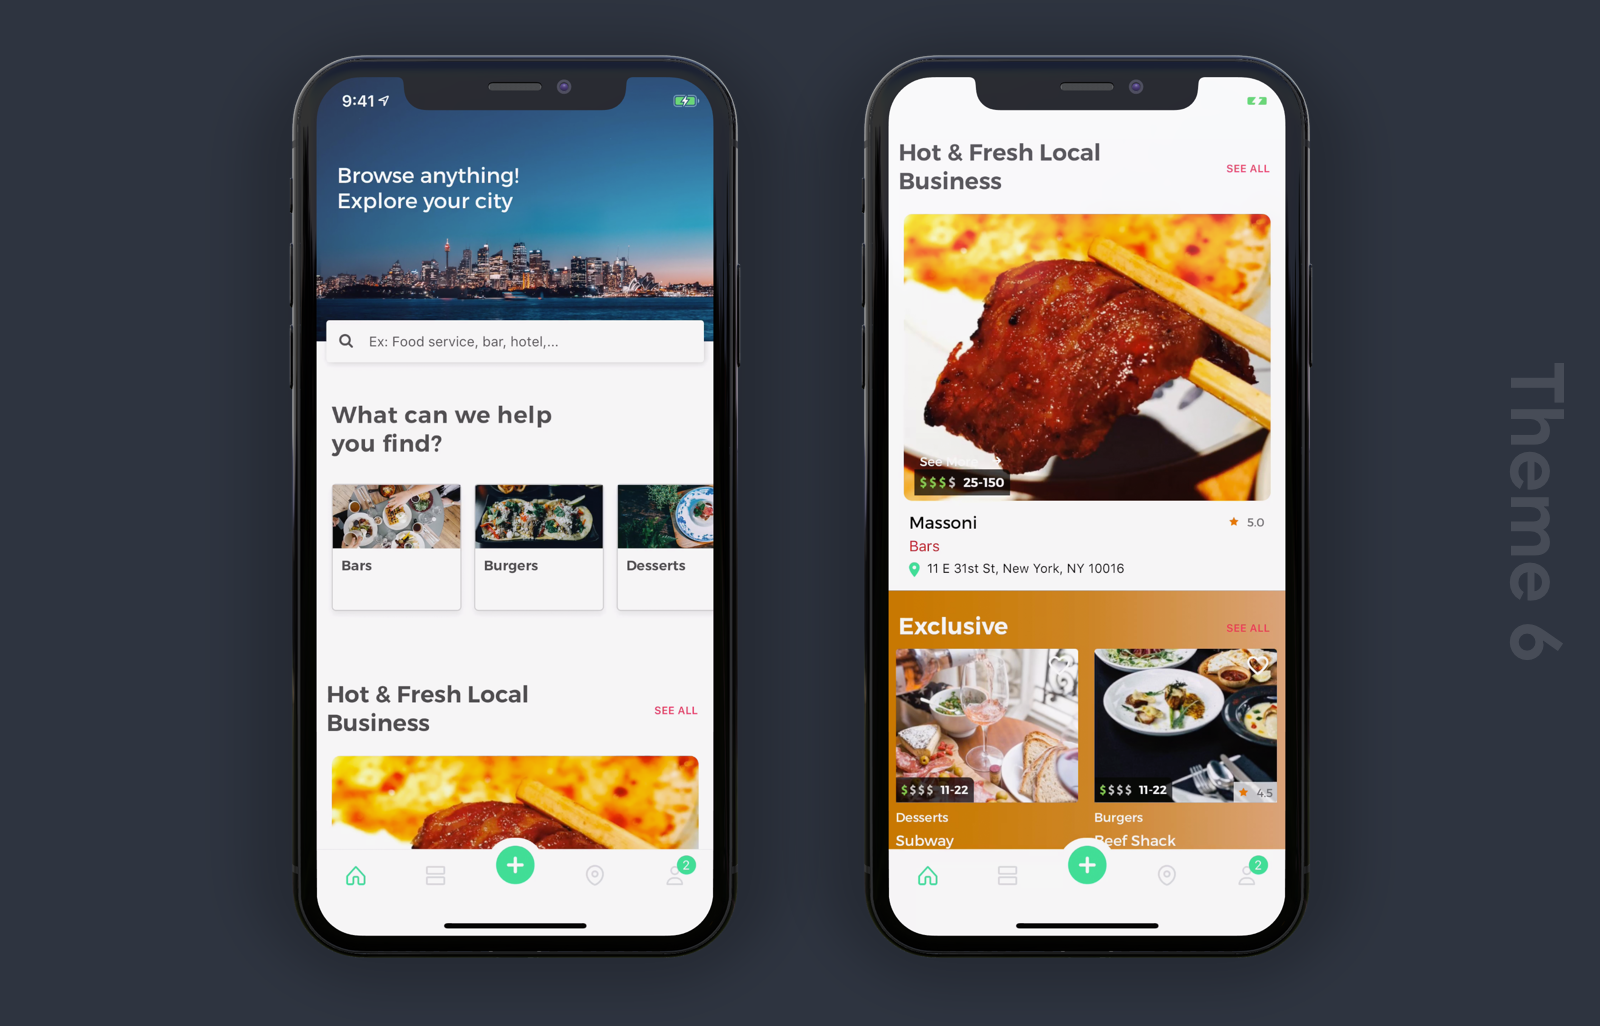 9:41
Browse anything!
Explore your city
Ex: Food service, bar, hotel,...
What can we help
you find?
Bars
Burgers
Desserts
Hot & Fresh Local
Business
SEE ALL
2
Hot & Fresh Local
Business
SEE ALL
See More
$$$$ 25-150
Massoni
5.0
Bars
11 E 31st St, New York, NY 10016
Exclusive
SEE ALL
$$$$ 11-22
$$$$ 11-22
4.5
Desserts
Burgers
Subway
Beef Shack
2
Theme 6